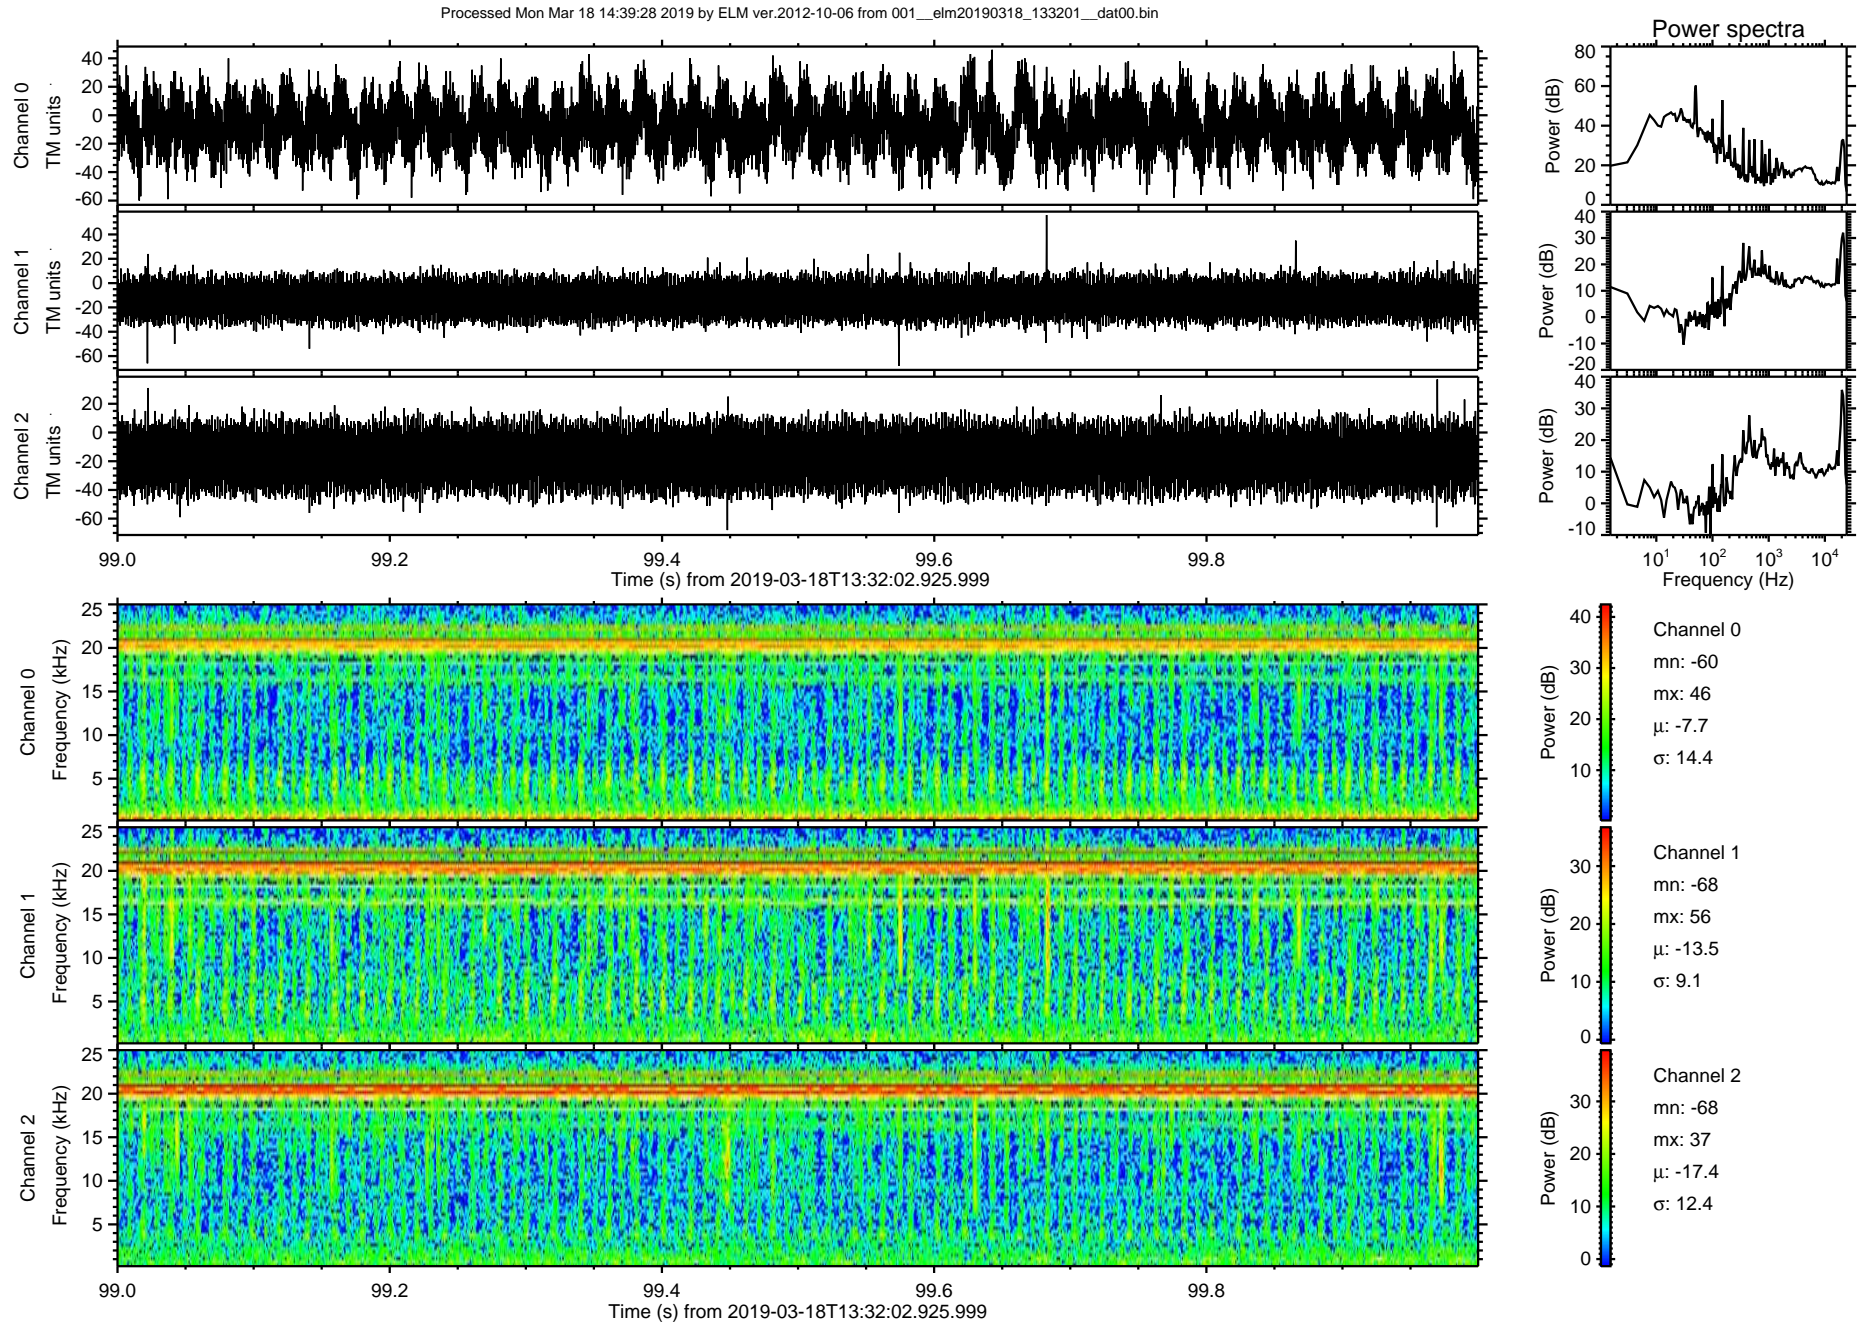 Processed Mon Mar 18 14:39:28 2019 by ELM ver.2012-10-06 from 001__elm20190318_133201__dat00.bin
Power spectra
Channel 0
TM units
40
20
0
-20
-40
-60
Power (dB)
80
60
40
20
0
Channel 1
TM units
40
20
0
-20
-40
-60
Power (dB)
40
30
20
10
0
-10
-20
Channel 2
TM units
20
0
-20
-40
-60
Power (dB)
40
30
20
10
0
-10
99.0 99.2 99.4 99.6 99.8
Time (s) from 2019-03-18T13:32:02.925.999
10¹ 10² 10³ 10⁴
Frequency (Hz)
Channel 0
Frequency (kHz)
25
20
15
10
5
Power (dB)
40
30
20
10
Channel 0
mn: -60
mx: 46
μ: -7.7
σ: 14.4
Channel 1
Frequency (kHz)
25
20
15
10
5
Power (dB)
30
20
10
0
Channel 1
mn: -68
mx: 56
μ: -13.5
σ: 9.1
Channel 2
Frequency (kHz)
25
20
15
10
5
Power (dB)
30
20
10
0
Channel 2
mn: -68
mx: 37
μ: -17.4
σ: 12.4
99.0 99.2 99.4 99.6 99.8
Time (s) from 2019-03-18T13:32:02.925.999